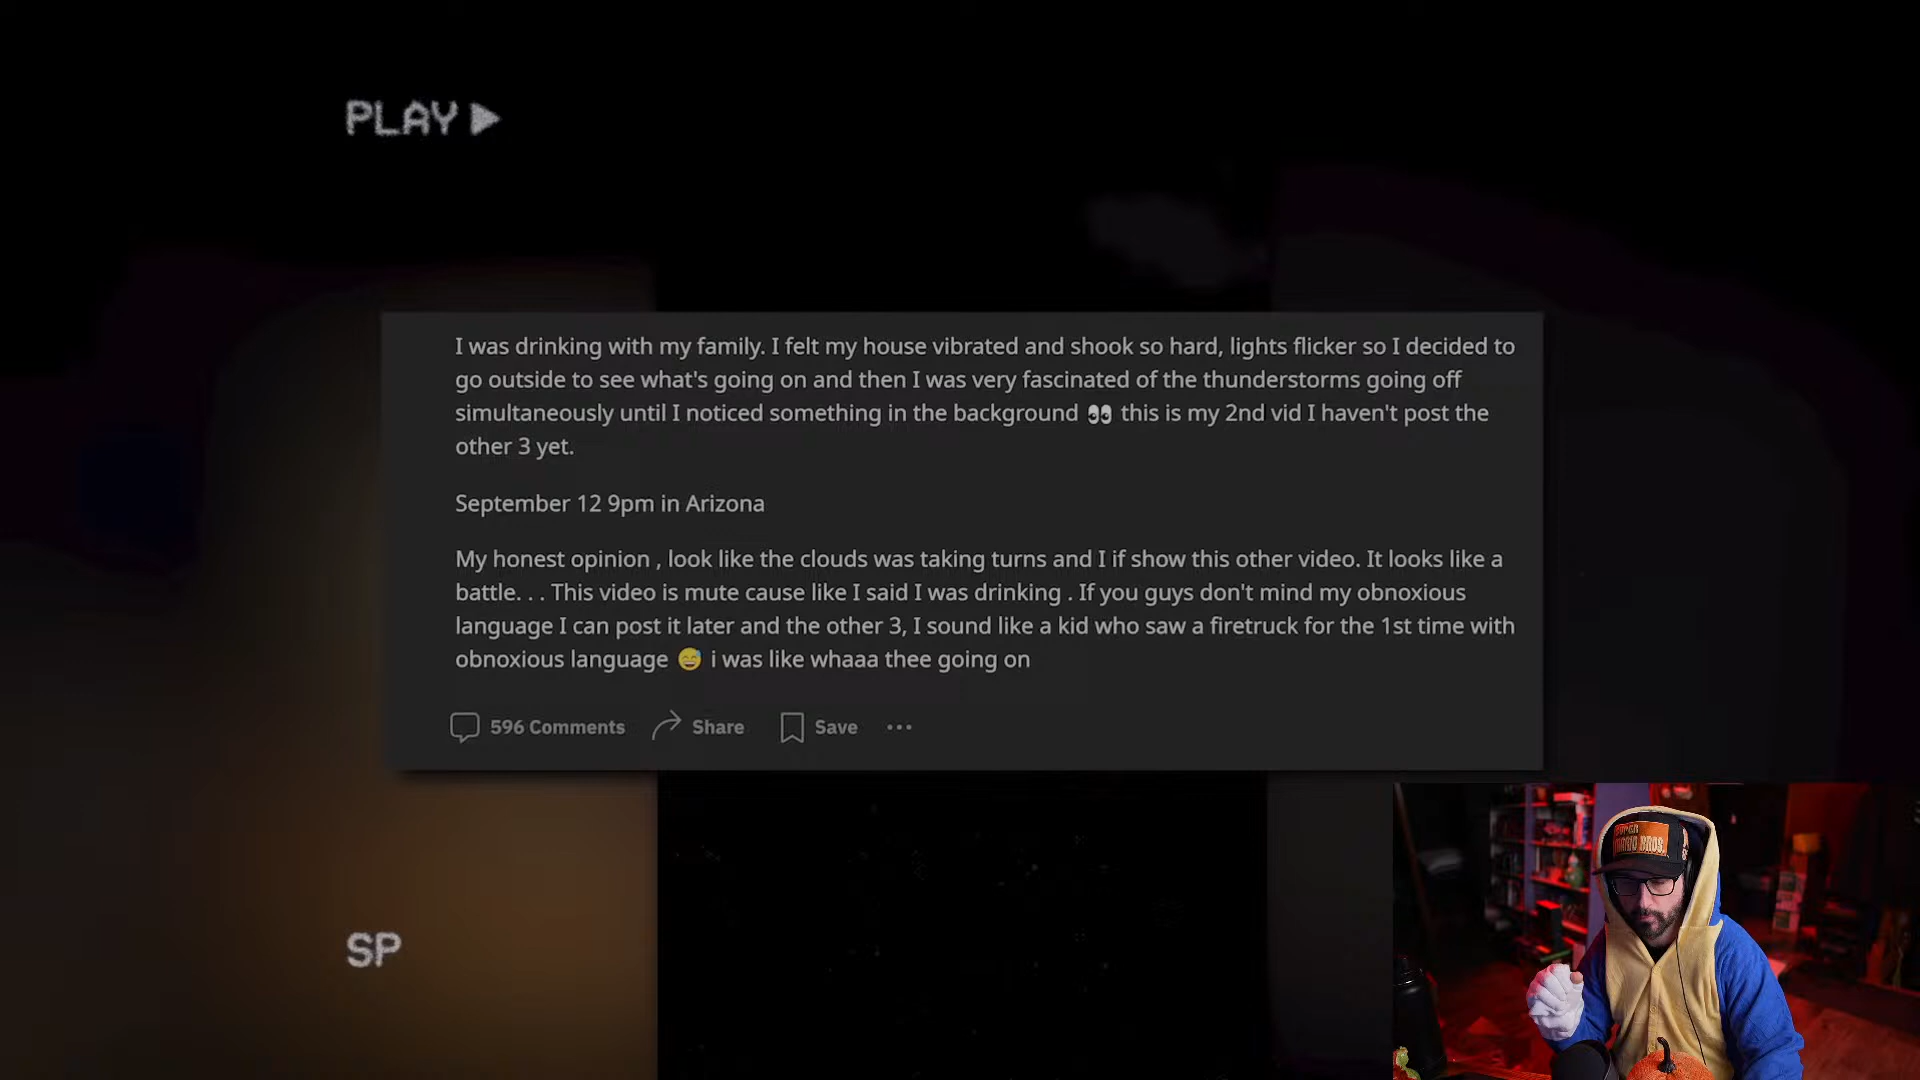 PLAY
I was drinking with my family. I felt my house vibrated and shook so hard, lights flicker so I decided to
go outside to see what's going on and then I was very fascinated of the thunderstorms going off
simultaneously until I noticed something in the background 👀 this is my 2nd vid I haven't post the
other 3 yet.
September 12 9pm in Arizona
My honest opinion , look like the clouds was taking turns and I if show this other video. It looks like a
battle. . . This video is mute cause like I said I was drinking . If you guys don't mind my obnoxious
language I can post it later and the other 3, I sound like a kid who saw a firetruck for the 1st time with
obnoxious language 😅 i was like whaaa thee going on
596 Comments Share Save ...
SUPER
MARIO BROS.
SP